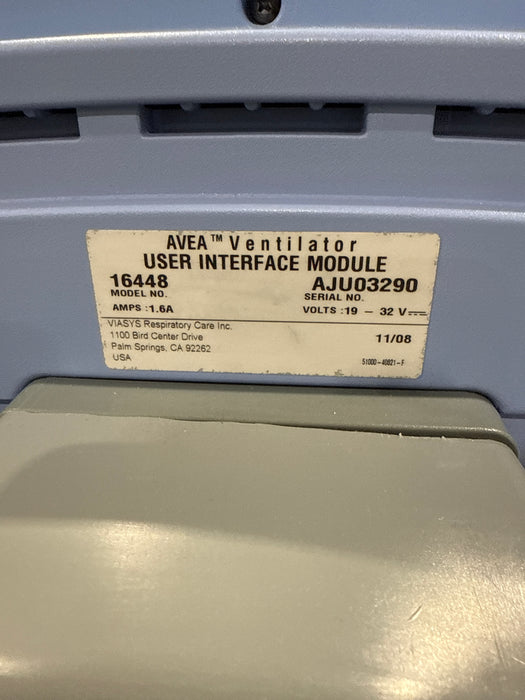 AVEA™ Ventilator
USER INTERFACE MODULE
16448 AJU03290
MODEL NO. SERIAL NO.
AMPS : 1.6A VOLTS : 19 – 32 V⎓
VIASYS Respiratory Care Inc.
1100 Bird Center Drive 11/08
Palm Springs, CA 92262
USA 51000-40821-F